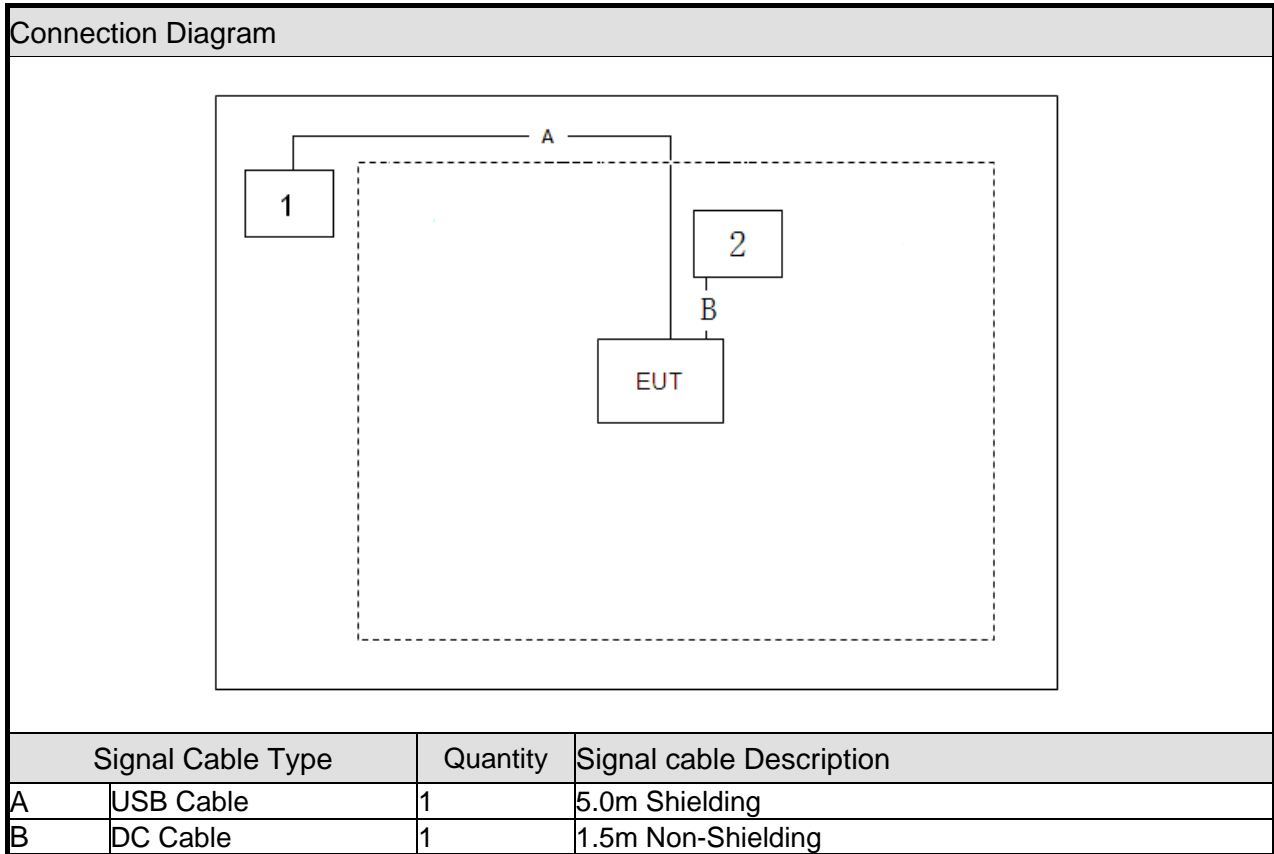 Connection Diagram
A
1
2
B
EUT
Signal Cable Type Quantity Signal cable Description
A USB Cable 1 5.0m Shielding
B DC Cable 1 1.5m Non-Shielding